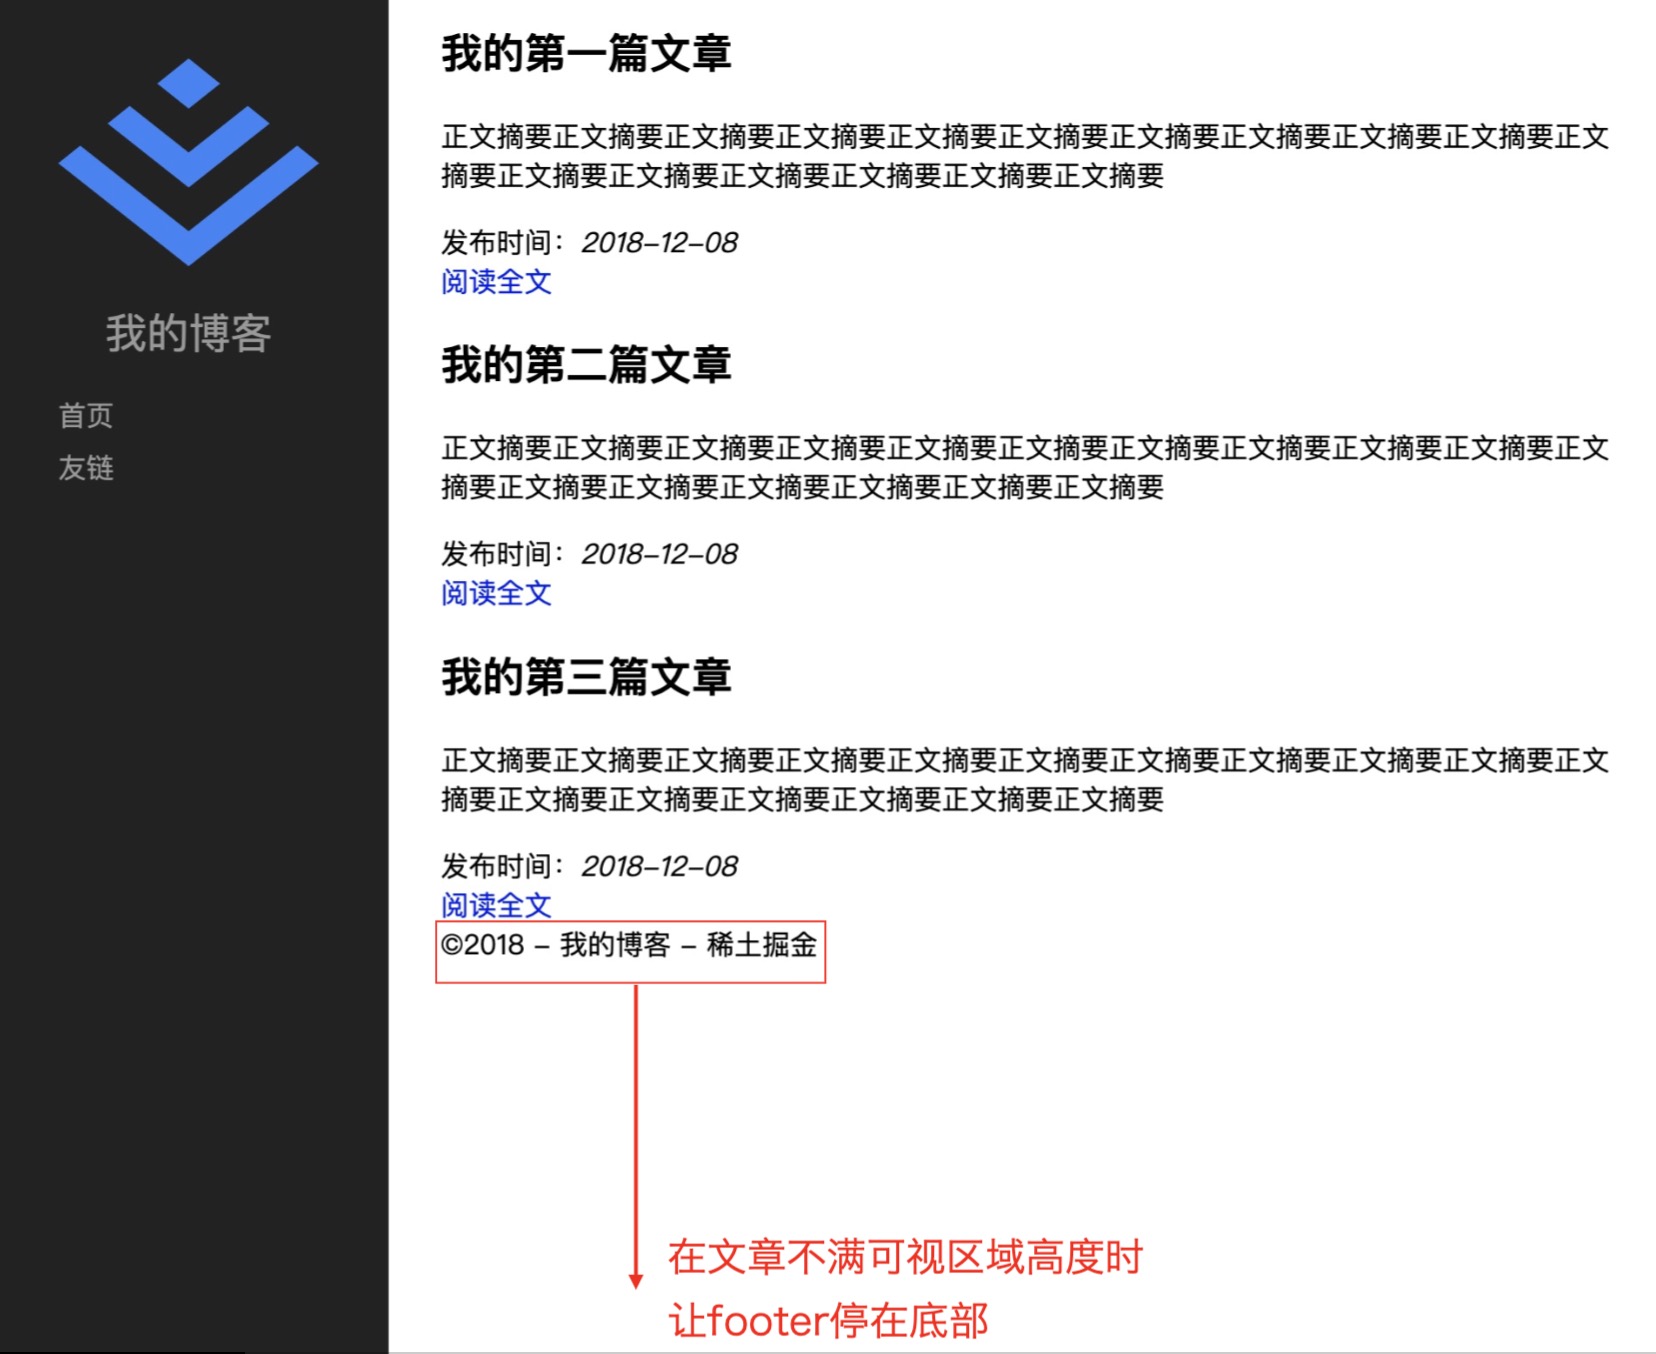 我的博客
首页
友链
我的第一篇文章
正文摘要正文摘要正文摘要正文摘要正文摘要正文摘要正文摘要正文摘要正文摘要正文摘要正文
摘要正文摘要正文摘要正文摘要正文摘要正文摘要正文摘要
发布时间：2018-12-08
阅读全文
我的第二篇文章
正文摘要正文摘要正文摘要正文摘要正文摘要正文摘要正文摘要正文摘要正文摘要正文摘要正文
摘要正文摘要正文摘要正文摘要正文摘要正文摘要正文摘要
发布时间：2018-12-08
阅读全文
我的第三篇文章
正文摘要正文摘要正文摘要正文摘要正文摘要正文摘要正文摘要正文摘要正文摘要正文摘要正文
摘要正文摘要正文摘要正文摘要正文摘要正文摘要正文摘要
发布时间：2018-12-08
阅读全文
©2018 - 我的博客 - 稀土掘金
在文章不满可视区域高度时
让footer停在底部